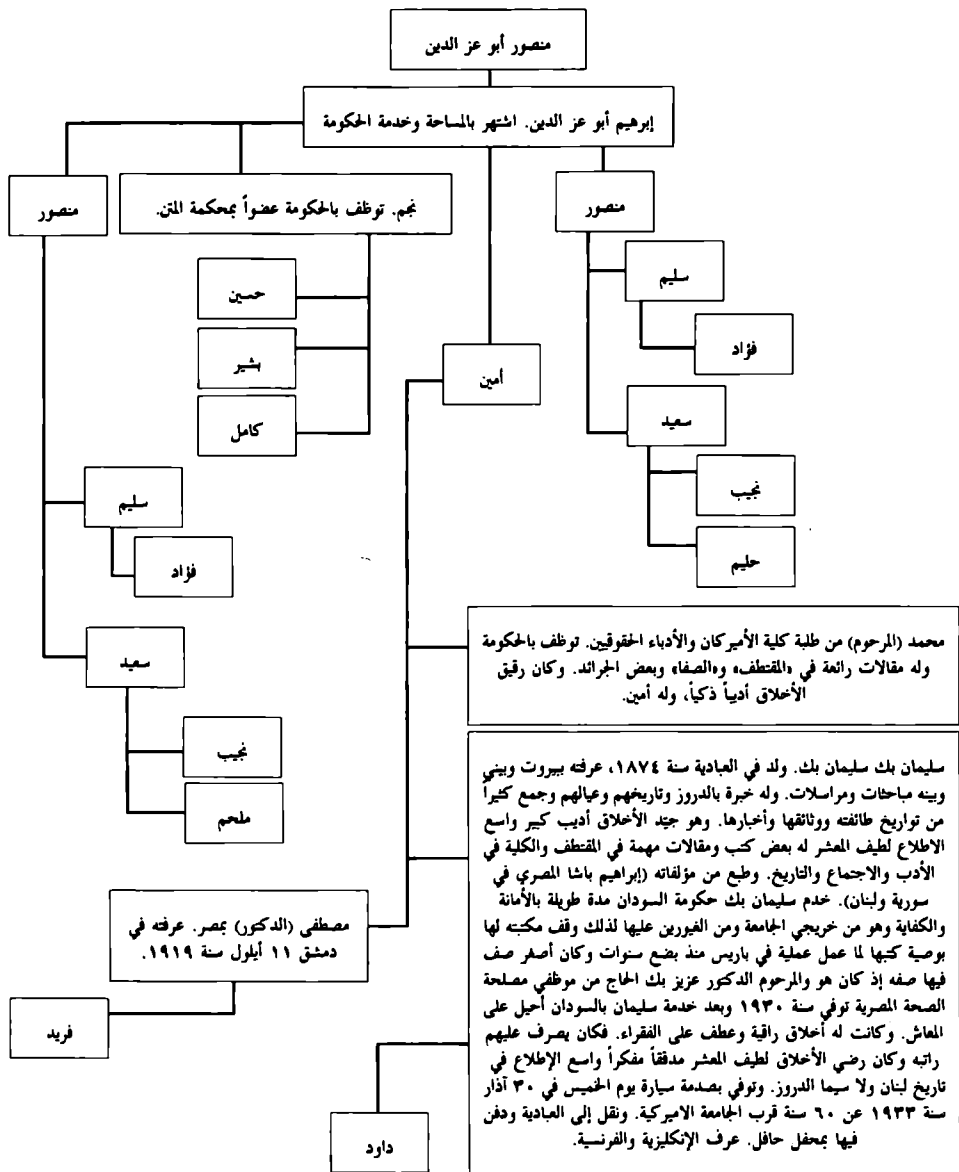 منصور أبو عز الدين
إبرهيم أبو عز الدين. اشتهر بالمساحة وخدمة الحكومة
منصور
سليم
فؤاد
سعيد
نجيب
حليم
أمين
نجم. توظف بالحكومة عضواً بمحكمة المتن.
حسين
بشير
كامل
منصور
سليم
فؤاد
سعيد
نجيب
ملحم
محمد (المرحوم) من طلبة كلية الأميركان والأدباء الحقوقيين. توظف بالحكومة
وله مقالات رائعة في «المقتطف» و«الصفا» وبعض الجرائد. وكان رقيق
الأخلاق أديباً ذكياً، وله أمين.
سليمان بك سليمان بك. ولد في العبادية سنة ١٨٧٤، عرفته ببيروت وبيني
وبينه مباحثات ومراسلات. وله خبرة بالدروز وتاريخهم وعيالهم وجمع كثيراً
من تواريخ طائفته ووثائقها وأخبارها. وهو جيّد الأخلاق أديب كبير واسع
الاطلاع لطيف المعشر له بعض كتب ومقالات مهمة في المقتطف والكلية في
الأدب والاجتماع والتاريخ. وطبع من مؤلفاته (إبراهيم باشا المصري في
سورية ولبنان). خدم سليمان بك حكومة السودان مدة طويلة بالأمانة
والكفاية وهو من خريجي الجامعة ومن الغيورين عليها لذلك وقف مكتبته لها
بوصية كتبها لما عمل عملية في باريس منذ بضع سنوات وكان أصغر صف
فيها صفه إذ كان هو والمرحوم الدكتور عزيز بك الحاج من موظفي مصلحة
الصحة المصرية توفي سنة ١٩٣٠ وبعد خدمة سليمان بالسودان أحيل على
المعاش. وكانت له أخلاق راقية وعطف على الفقراء. فكان يصرف عليهم
راتبه وكان رضي الأخلاق لطيف المعشر مدققاً مفكراً واسع الإطلاع في
تاريخ لبنان ولا سيما الدروز. وتوفي بصدمة سيارة يوم الخميس في ٣٠ آذار
سنة ١٩٣٣ عن ٦٠ سنة قرب الجامعة الاميركية. ونقل إلى العبادية ودفن
فيها بمحفل حافل. عرف الإنكليزية والفرنسية.
داود
مصطفى (الدكتور) بمصر. عرفته في
دمشق ١١ أيلول سنة ١٩١٩.
فريد